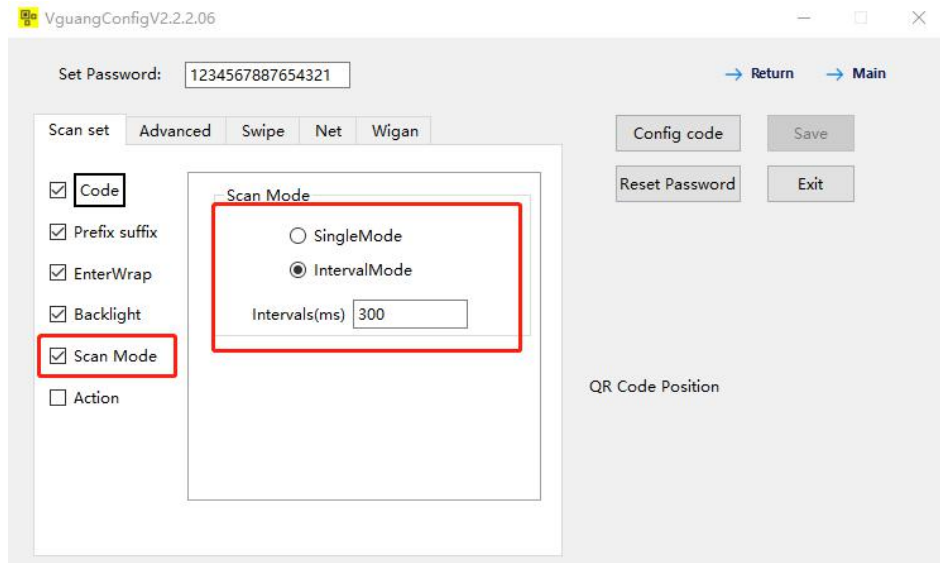 VguangConfigV2.2.2.06
Set Password: 1234567887654321
Return Main
Scan set Advanced Swipe Net Wigan
Config code Save
Reset Password Exit
Code
Prefix suffix
EnterWrap
Backlight
Scan Mode
Action
Scan Mode
SingleMode
IntervalMode
Intervals(ms) 300
QR Code Position